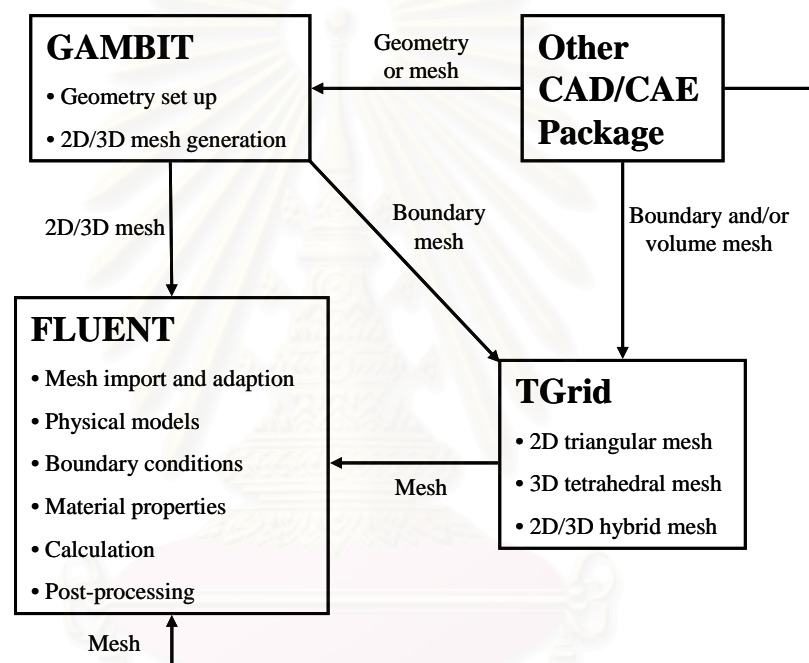 GAMBIT
• Geometry set up
• 2D/3D mesh generation
Geometry
or mesh
Other
CAD/CAE
Package
2D/3D mesh
Boundary
mesh
Boundary and/or
volume mesh
FLUENT
• Mesh import and adaption
• Physical models
• Boundary conditions
• Material properties
• Calculation
• Post-processing
Mesh
TGrid
• 2D triangular mesh
• 3D tetrahedral mesh
• 2D/3D hybrid mesh
Mesh